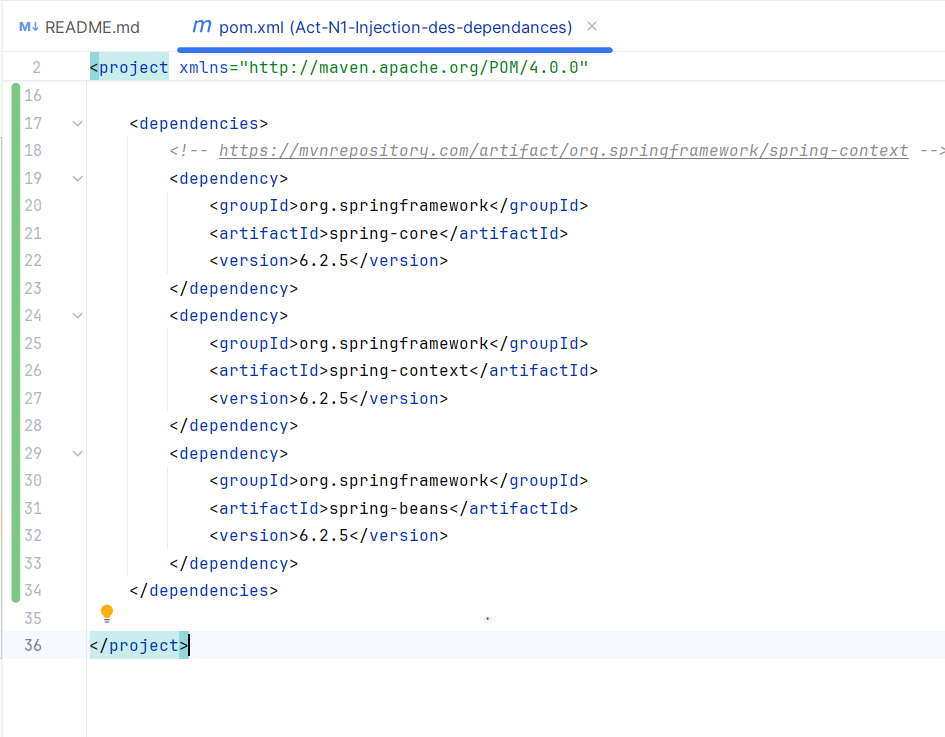 M↓ README.md
m pom.xml (Act-N1-Injection-des-dependances) ×
2 <project xmlns="http://maven.apache.org/POM/4.0.0"
16
17 <dependencies>
18 <!-- https://mvnrepository.com/artifact/org.springframework/spring-context -->
19 <dependency>
20 <groupId>org.springframework</groupId>
21 <artifactId>spring-core</artifactId>
22 <version>6.2.5</version>
23 </dependency>
24 <dependency>
25 <groupId>org.springframework</groupId>
26 <artifactId>spring-context</artifactId>
27 <version>6.2.5</version>
28 </dependency>
29 <dependency>
30 <groupId>org.springframework</groupId>
31 <artifactId>spring-beans</artifactId>
32 <version>6.2.5</version>
33 </dependency>
34 </dependencies>
35
36 </project>